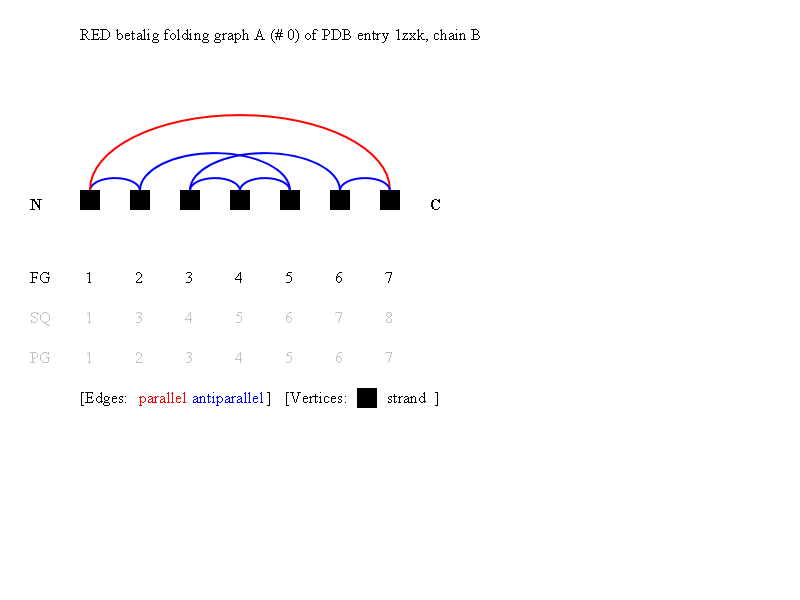 RED betalig folding graph A (# 0) of PDB entry 1zxk, chain B
N C
FG 1 2 3 4 5 6 7
SQ 1 3 4 5 6 7 8
PG 1 2 3 4 5 6 7
[Edges: parallel antiparallel ] [Vertices: strand ]